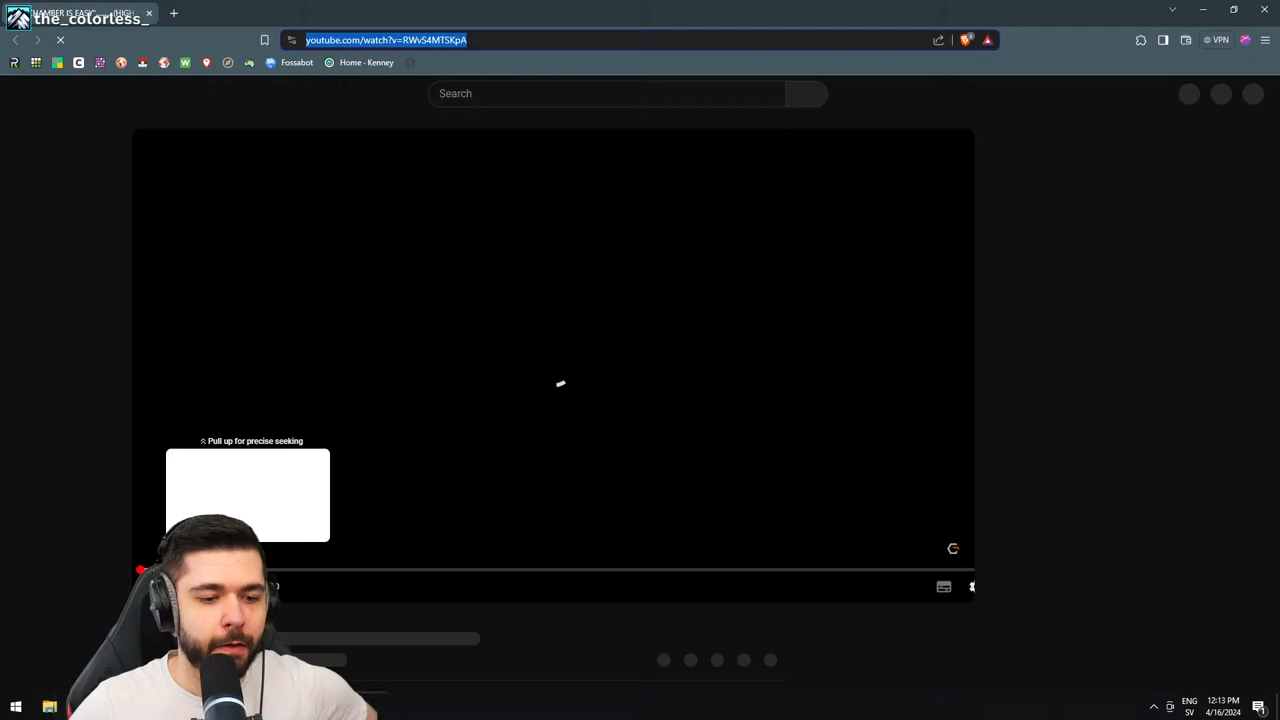 the_colorless_
youtube.com/watch?v=RWvS4MTSKpA
VPN
Fossabot
Home - Kenney
Search
Pull up for precise seeking
ENG
SV
12:13 PM
4/16/2024